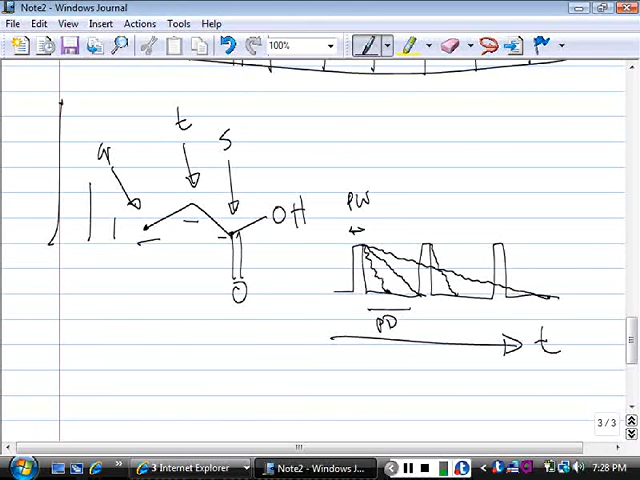 Note2 - Windows Journal
File Edit View Insert Actions Tools Help
100%
t
q
s
OH
O
PW
PD
t
3 / 3
3 Internet Explorer
Note2 - Windows J...
7:28 PM